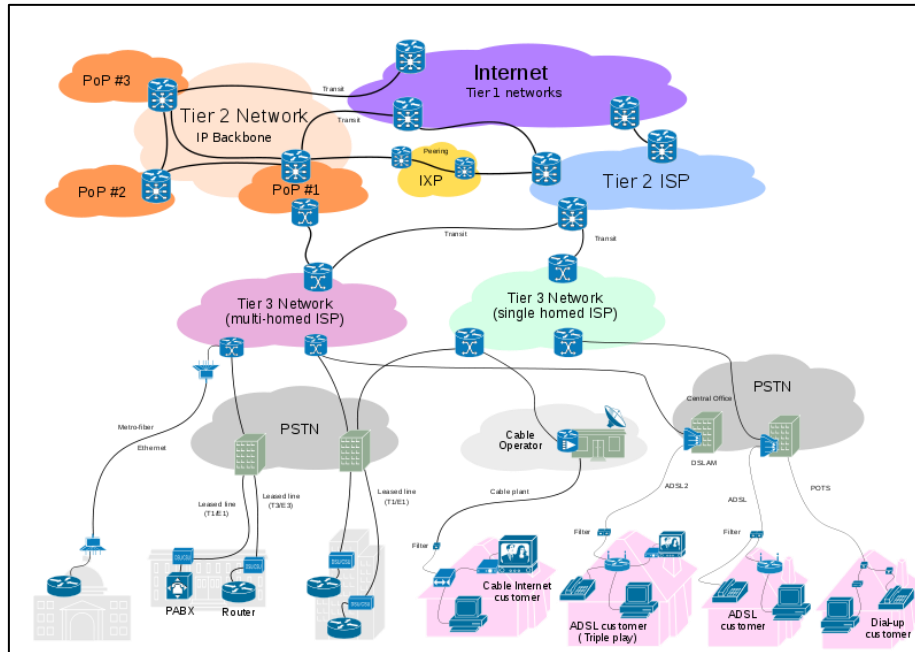 PoP #3
Internet
Tier 1 networks
Transit
Tier 2 Network
IP Backbone
Transit
Peering
IXP
Tier 2 ISP
PoP #2
PoP #1
Transit
Transit
Tier 3 Network
(multi-homed ISP)
Tier 3 Network
(single homed ISP)
PSTN
Central Office
PSTN
Metro-fiber
Ethernet
Cable
Operator
DSLAM
Leased line
(T1/E1)
Leased line
(T3/E3)
Leased line
(T1/E1)
Cable plant
ADSL2
ADSL
POTS
Filter
Filter
Filter
PABX
Router
Cable Internet
customer
ADSL customer
(Triple play)
ADSL
customer
Dial-up
customer